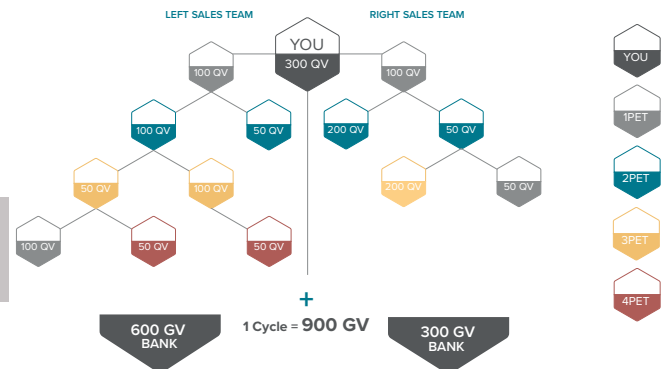 LEFT SALES TEAM
RIGHT SALES TEAM
YOU
300 QV
100 QV
100 QV
100 QV
50 QV
200 QV
50 QV
50 QV
100 QV
200 QV
50 QV
100 QV
50 QV
50 QV
+
1 Cycle = 900 GV
600 GV
BANK
300 GV
BANK
YOU
1PET
2PET
3PET
4PET